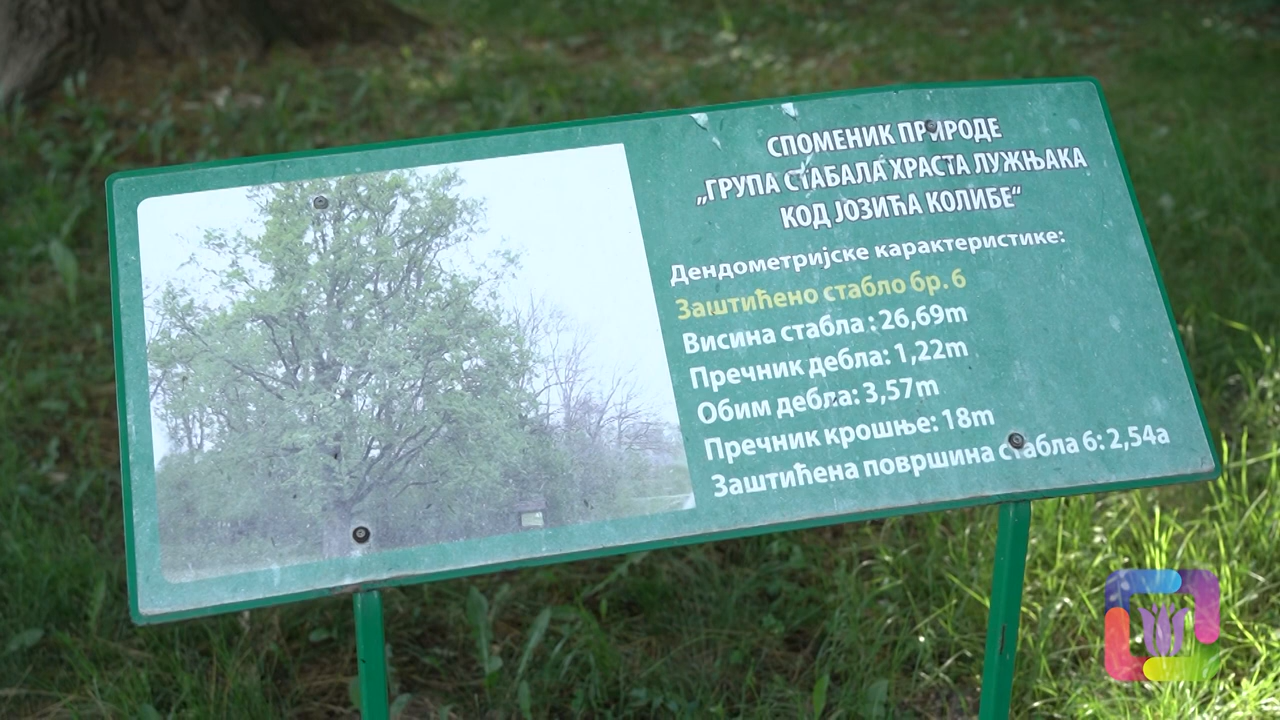 СПОМЕНИК ПРИРОДЕ
„ГРУПА СТАБАЛА ХРАСТА ЛУЖЊАКА
КОД ЈОЗИЋА КОЛИБЕ“
Дендометријске карактеристике:
Заштићено стабло бр. 6
Висина стабла : 26,69m
Пречник дебла: 1,22m
Обим дебла: 3,57m
Пречник крошње: 18m
Заштићена површина стабла 6: 2,54a